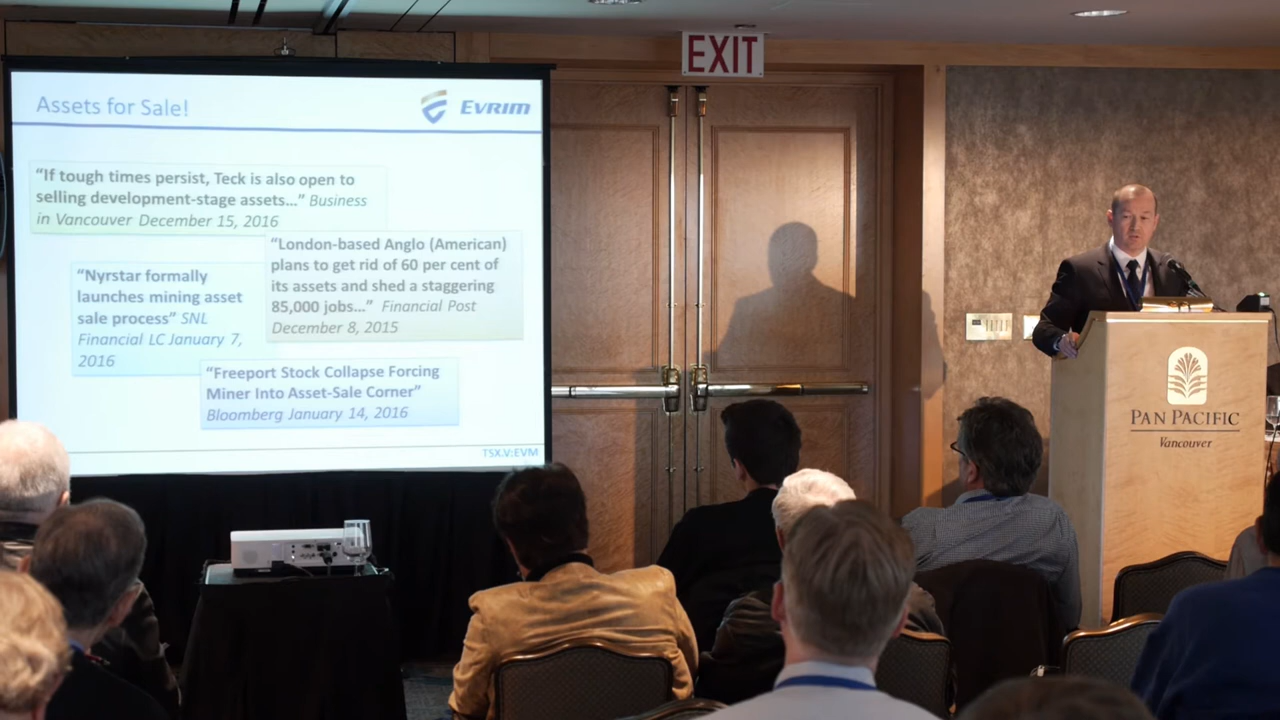 EXIT
Assets for Sale!
EVRIM
“If tough times persist, Teck is also open to
selling development-stage assets…” Business
in Vancouver December 15, 2016
“London-based Anglo (American)
plans to get rid of 60 per cent of
its assets and shed a staggering
85,000 jobs…” Financial Post
December 8, 2015
“Nyrstar formally
launches mining asset
sale process” SNL
Financial LC January 7,
2016
“Freeport Stock Collapse Forcing
Miner Into Asset-Sale Corner”
Bloomberg January 14, 2016
TSX.V:EVM
PAN PACIFIC
Vancouver